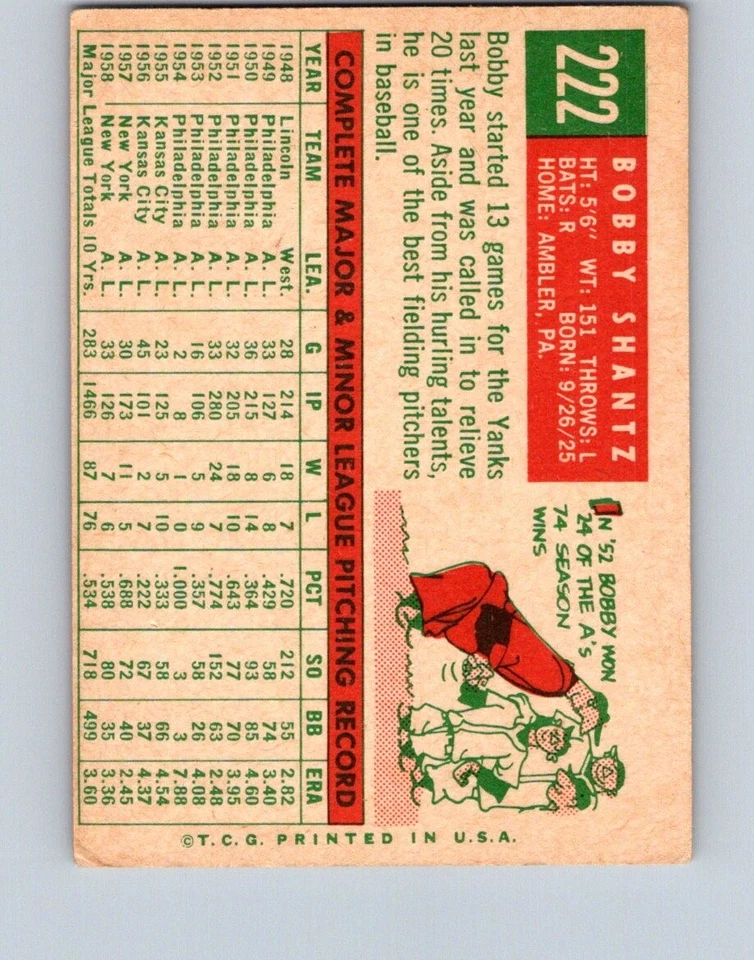 222
BOBBY SHANTZ
HT: 5'6" WT: 151 THROWS: L
BATS: R BORN: 9/26/25
HOME: AMBLER, PA.
Bobby started 13 games for the Yanks
last year and was called in to relieve
20 times. Aside from his hurling talents,
he is one of the best fielding pitchers
in baseball.
IN '52 BOBBY WON
24 OF THE A'S
74 SEASON
WINS
COMPLETE MAJOR & MINOR LEAGUE PITCHING RECORD
YEAR TEAM LEA. G IP W L PCT SO BB ERA
1948 Lincoln West. 28 214 18 7 .720 212 55 2.82
1949 Philadelphia A. L. 33 127 6 8 .429 58 74 3.40
1950 Philadelphia A. L. 36 215 8 14 .364 93 85 4.60
1951 Philadelphia A. L. 32 205 18 10 .643 77 70 3.95
1952 Philadelphia A. L. 33 280 24 7 .774 152 63 2.48
1953 Philadelphia A. L. 16 106 5 9 .357 58 26 4.08
1954 Philadelphia A. L. 2 8 1 0 1.000 3 3 7.88
1955 Kansas City A. L. 23 125 5 10 .333 58 66 4.54
1956 Kansas City A. L. 45 101 2 7 .222 67 37 4.37
1957 New York A. L. 30 173 11 5 .688 72 40 2.45
1958 New York A. L. 33 126 7 6 .538 80 35 3.36
Major League Totals 10 Yrs. 283 1466 87 76 .534 718 499 3.60
©T.C.G. PRINTED IN U.S.A.